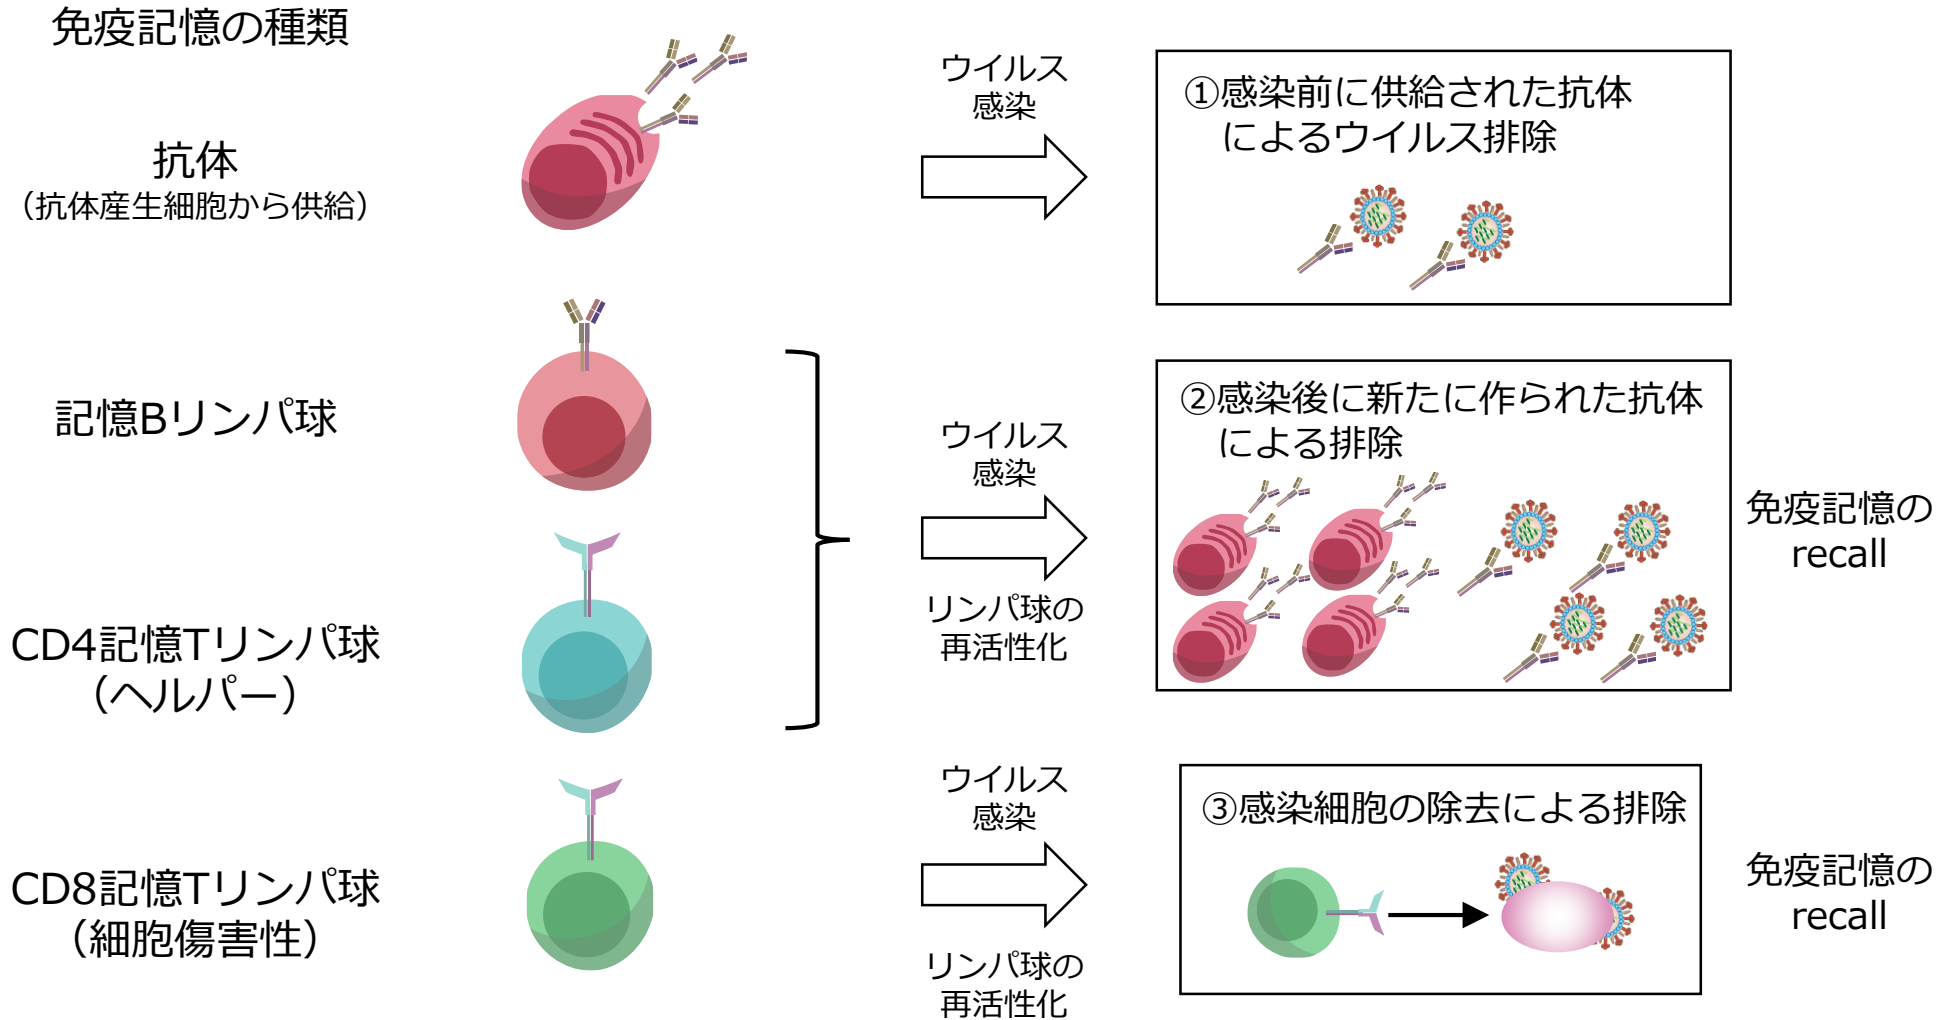 免疫記憶の種類
抗体
（抗体産生細胞から供給）
ウイルス
感染
①感染前に供給された抗体
によるウイルス排除
記憶Bリンパ球
CD4記憶Tリンパ球
（ヘルパー）
ウイルス
感染
リンパ球の
再活性化
②感染後に新たに作られた抗体
による排除
免疫記憶の
recall
CD8記憶Tリンパ球
（細胞傷害性）
ウイルス
感染
リンパ球の
再活性化
③感染細胞の除去による排除
免疫記憶の
recall